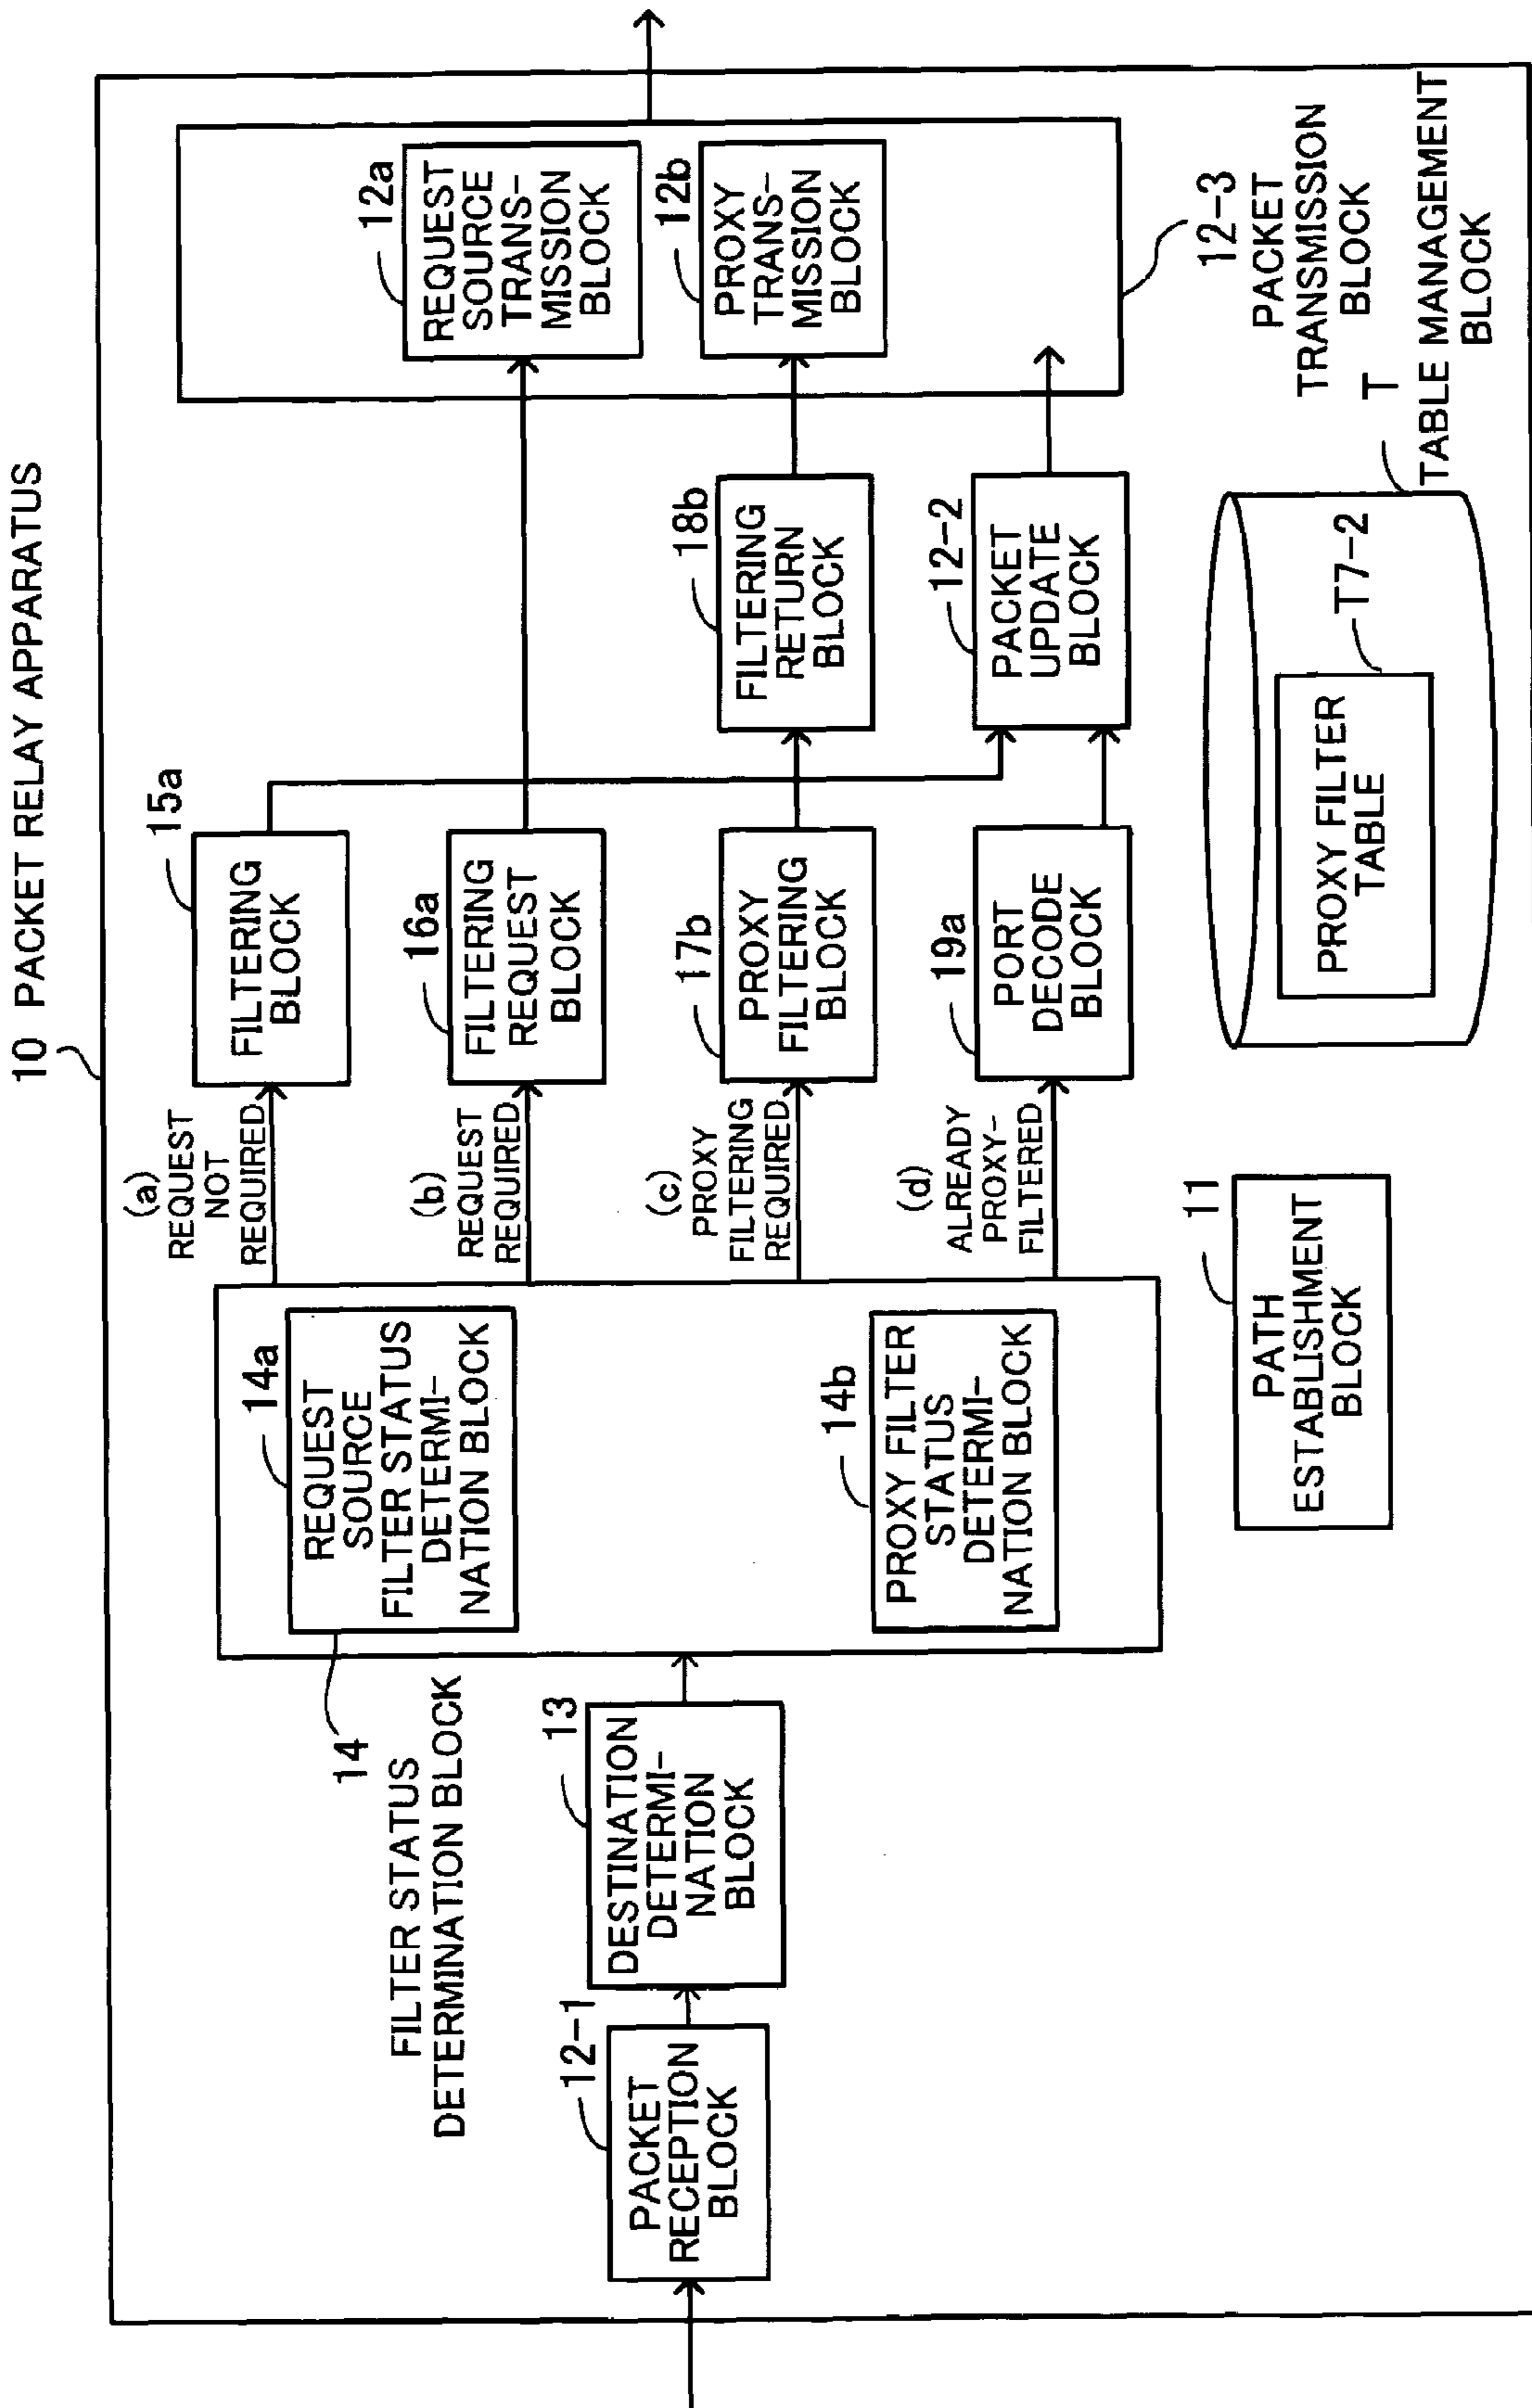 10 PACKET RELAY APPARATUS
12-1
PACKET
RECEPTION
BLOCK
13
DESTINATION
DETERMI-
NATION
BLOCK
FILTER STATUS
DETERMINATION BLOCK
14
14a
REQUEST
SOURCE
FILTER STATUS
DETERMI-
NATION BLOCK
14b
PROXY FILTER
STATUS
DETERMI-
NATION BLOCK
11
PATH
ESTABLISHMENT
BLOCK
(a)
REQUEST
NOT
REQUIRED
(b)
REQUEST
REQUIRED
(c)
PROXY
FILTERING
REQUIRED
(d)
ALREADY
PROXY-
FILTERED
15a
FILTERING
BLOCK
16a
FILTERING
REQUEST
BLOCK
17b
PROXY
FILTERING
BLOCK
19a
PORT
DECODE
BLOCK
18b
FILTERING
RETURN
BLOCK
12-2
PACKET
UPDATE
BLOCK
12a
REQUEST
SOURCE
TRANS-
MISSION
BLOCK
12b
PROXY
TRANS-
MISSION
BLOCK
12-3
PACKET
TRANSMISSION
BLOCK
T
TABLE MANAGEMENT
BLOCK
T7-2
PROXY FILTER
TABLE